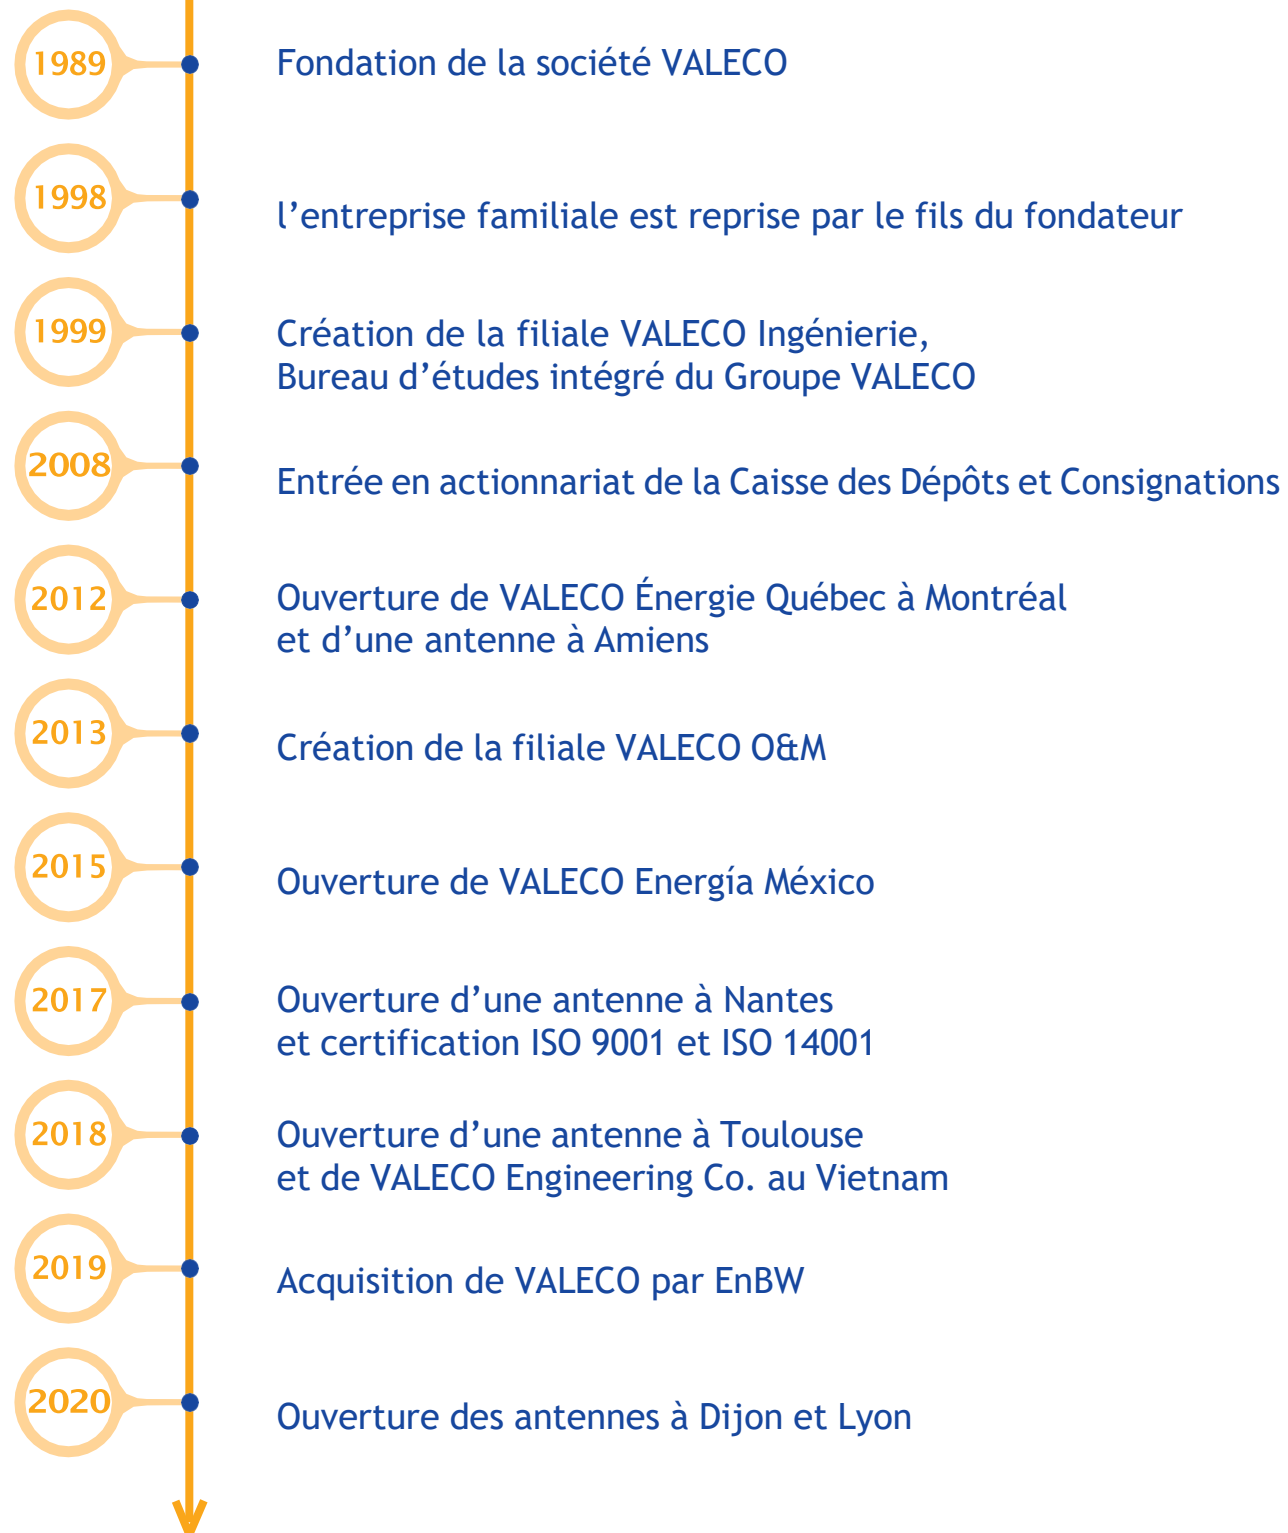 1989
Fondation de la société VALECO
1998
l’entreprise familiale est reprise par le fils du fondateur
1999
Création de la filiale VALECO Ingénierie,
Bureau d’études intégré du Groupe VALECO
2008
Entrée en actionnariat de la Caisse des Dépôts et Consignations
2012
Ouverture de VALECO Énergie Québec à Montréal
et d’une antenne à Amiens
2013
Création de la filiale VALECO O&M
2015
Ouverture de VALECO Energía México
2017
Ouverture d’une antenne à Nantes
et certification ISO 9001 et ISO 14001
2018
Ouverture d’une antenne à Toulouse
et de VALECO Engineering Co. au Vietnam
2019
Acquisition de VALECO par EnBW
2020
Ouverture des antennes à Dijon et Lyon